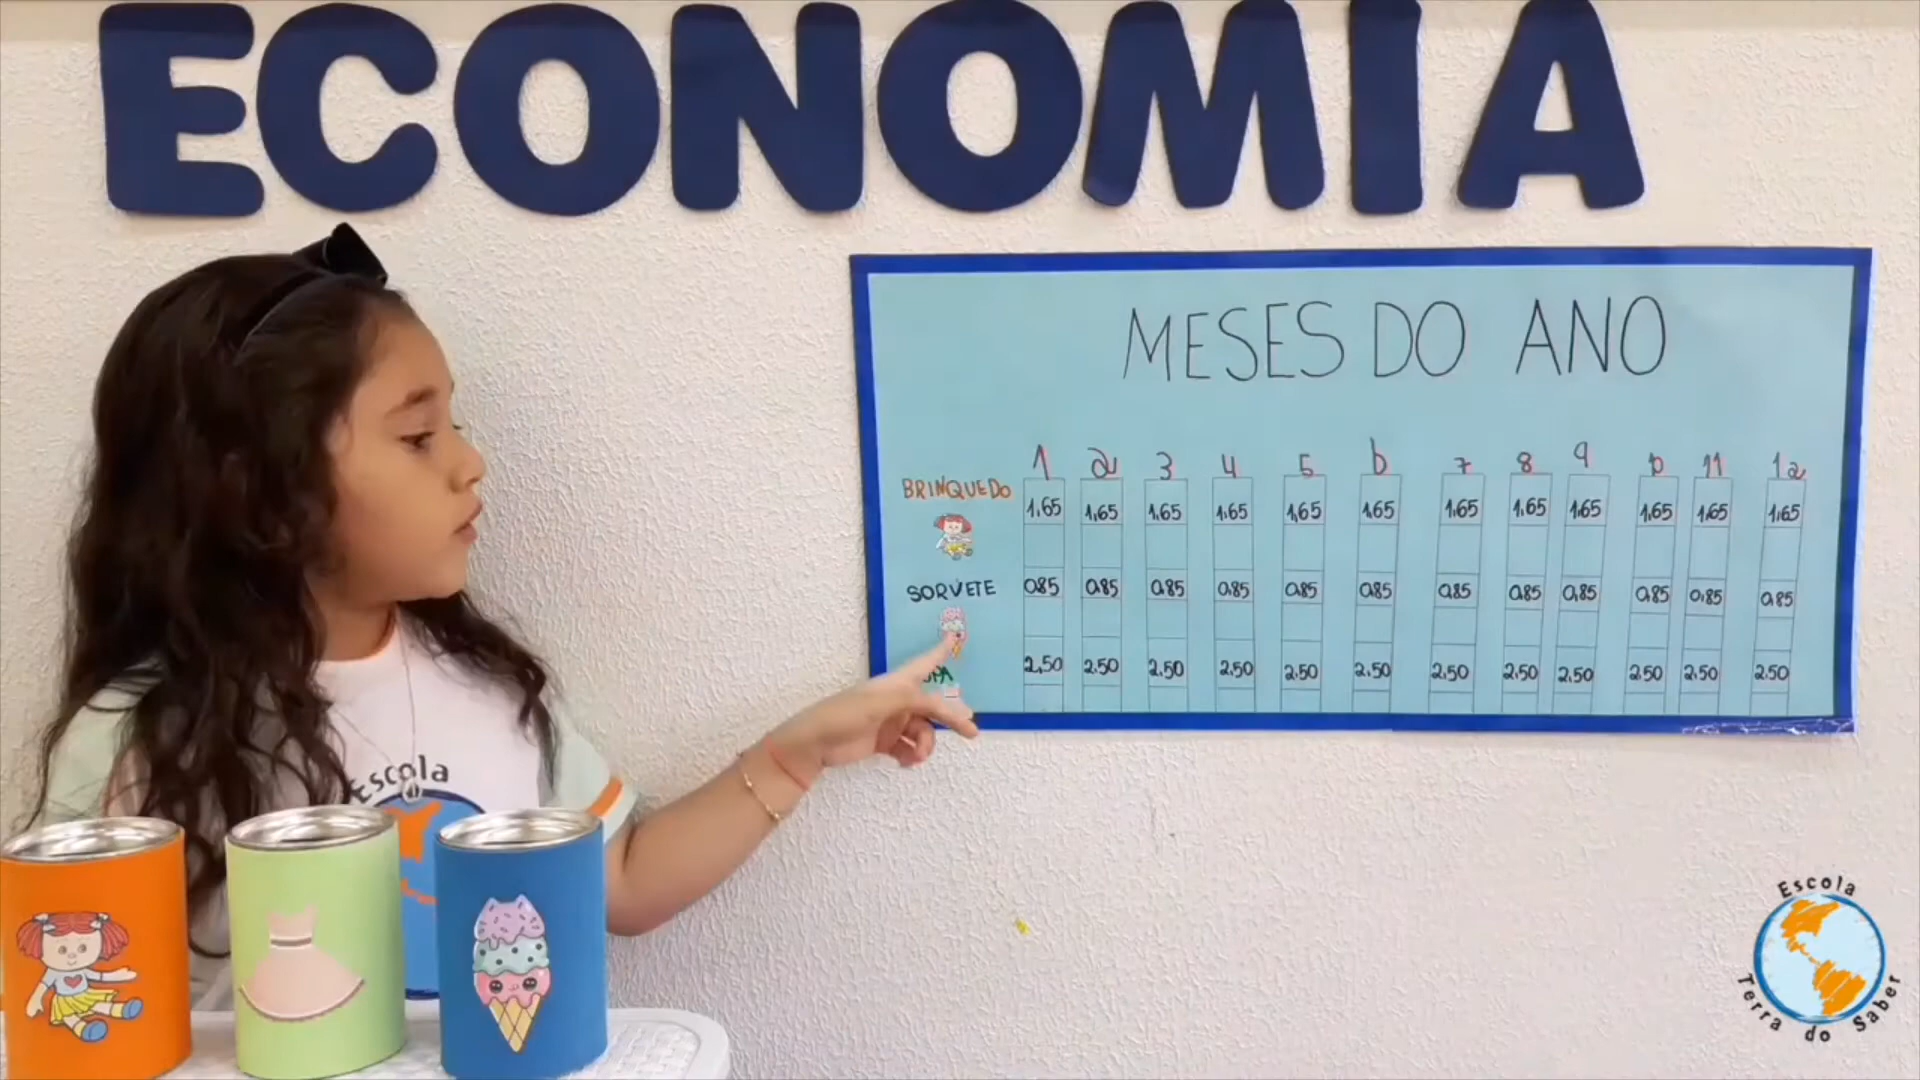 ECONOMIA
MESES DO ANO
1 2 3 4 5 6 7 8 9 10 11 12
BRINQUEDO 1,65 1,65 1,65 1,65 1,65 1,65 1,65 1,65 1,65 1,65 1,65 1,65
SORVETE 0,85 0,85 0,85 0,85 0,85 0,85 0,85 0,85 0,85 0,85 0,85 0,85
2,50 2,50 2,50 2,50 2,50 2,50 2,50 2,50 2,50 2,50 2,50 2,50
Escola
Escola
Terra do Saber